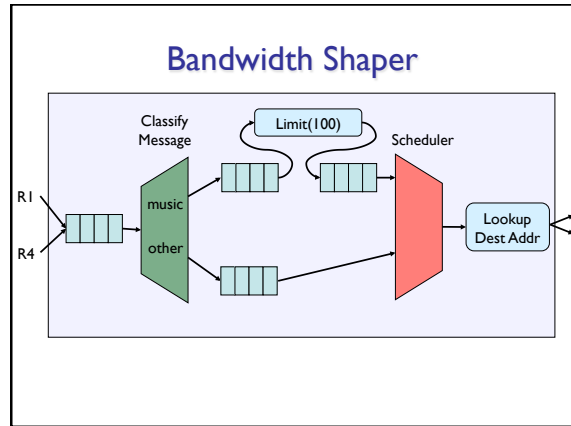 Bandwidth Shaper
Classify
Message
Limit(100)
Scheduler
R1
R4
music
other
Lookup
Dest Addr